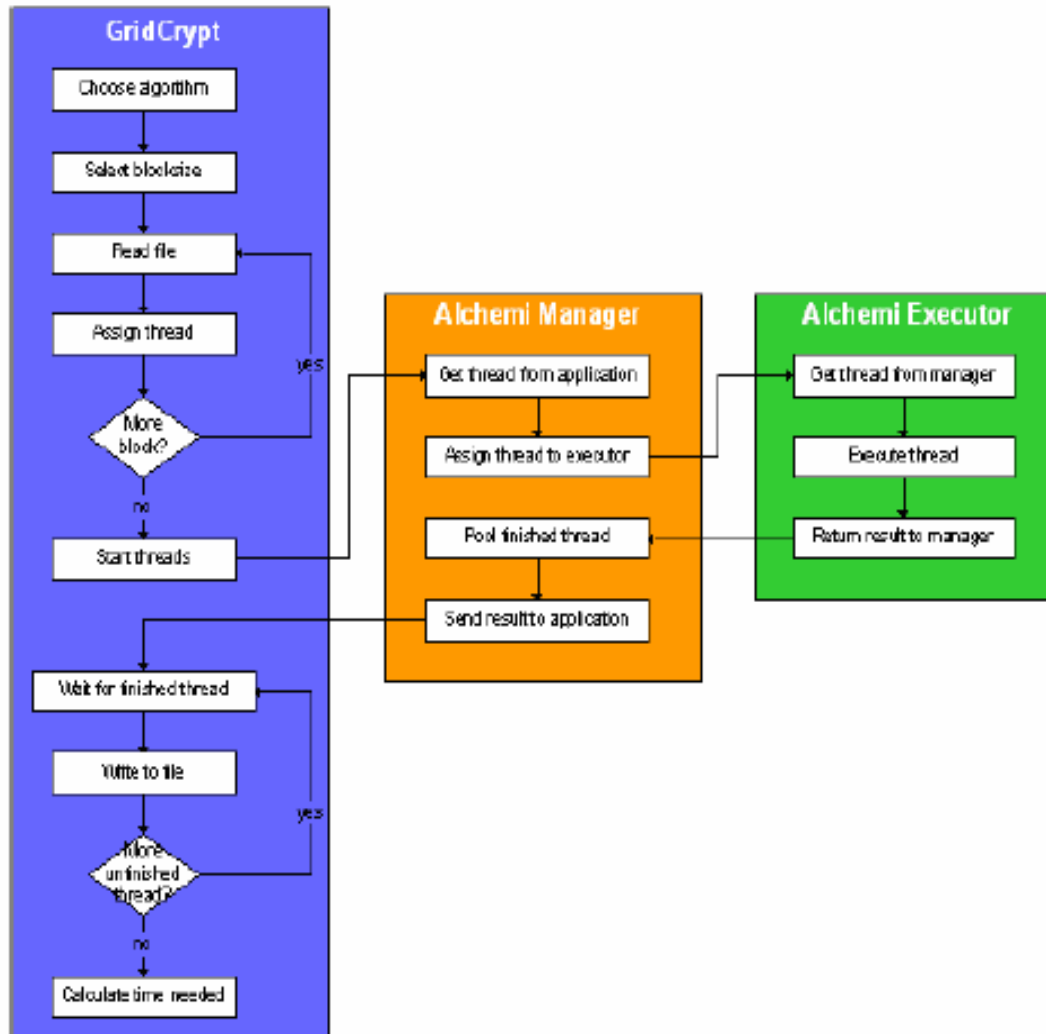 GridCrypt
Choose algorithm
Select blocksize
Read file
Assign thread
yes
More
block?
no
Start threads
Wait for finished thread
Write to file
yes
More
unfinished
thread?
no
Calculate time needed
Alchemi Manager
Get thread from application
Assign thread to executor
Pool finished thread
Send result to application
Alchemi Executor
Get thread from manager
Execute thread
Return result to manager